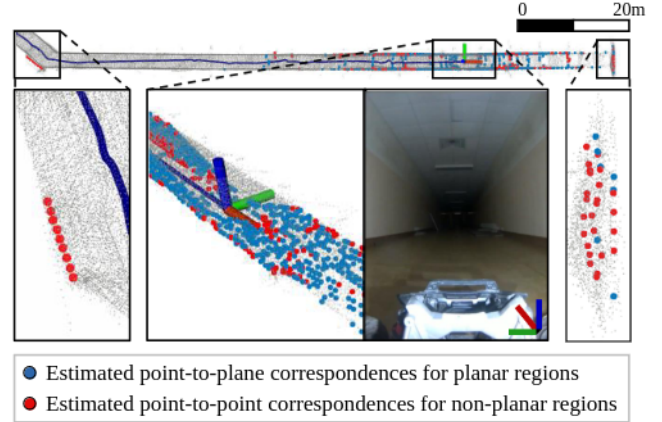 0 20m
Estimated point-to-plane correspondences for planar regions
Estimated point-to-point correspondences for non-planar regions